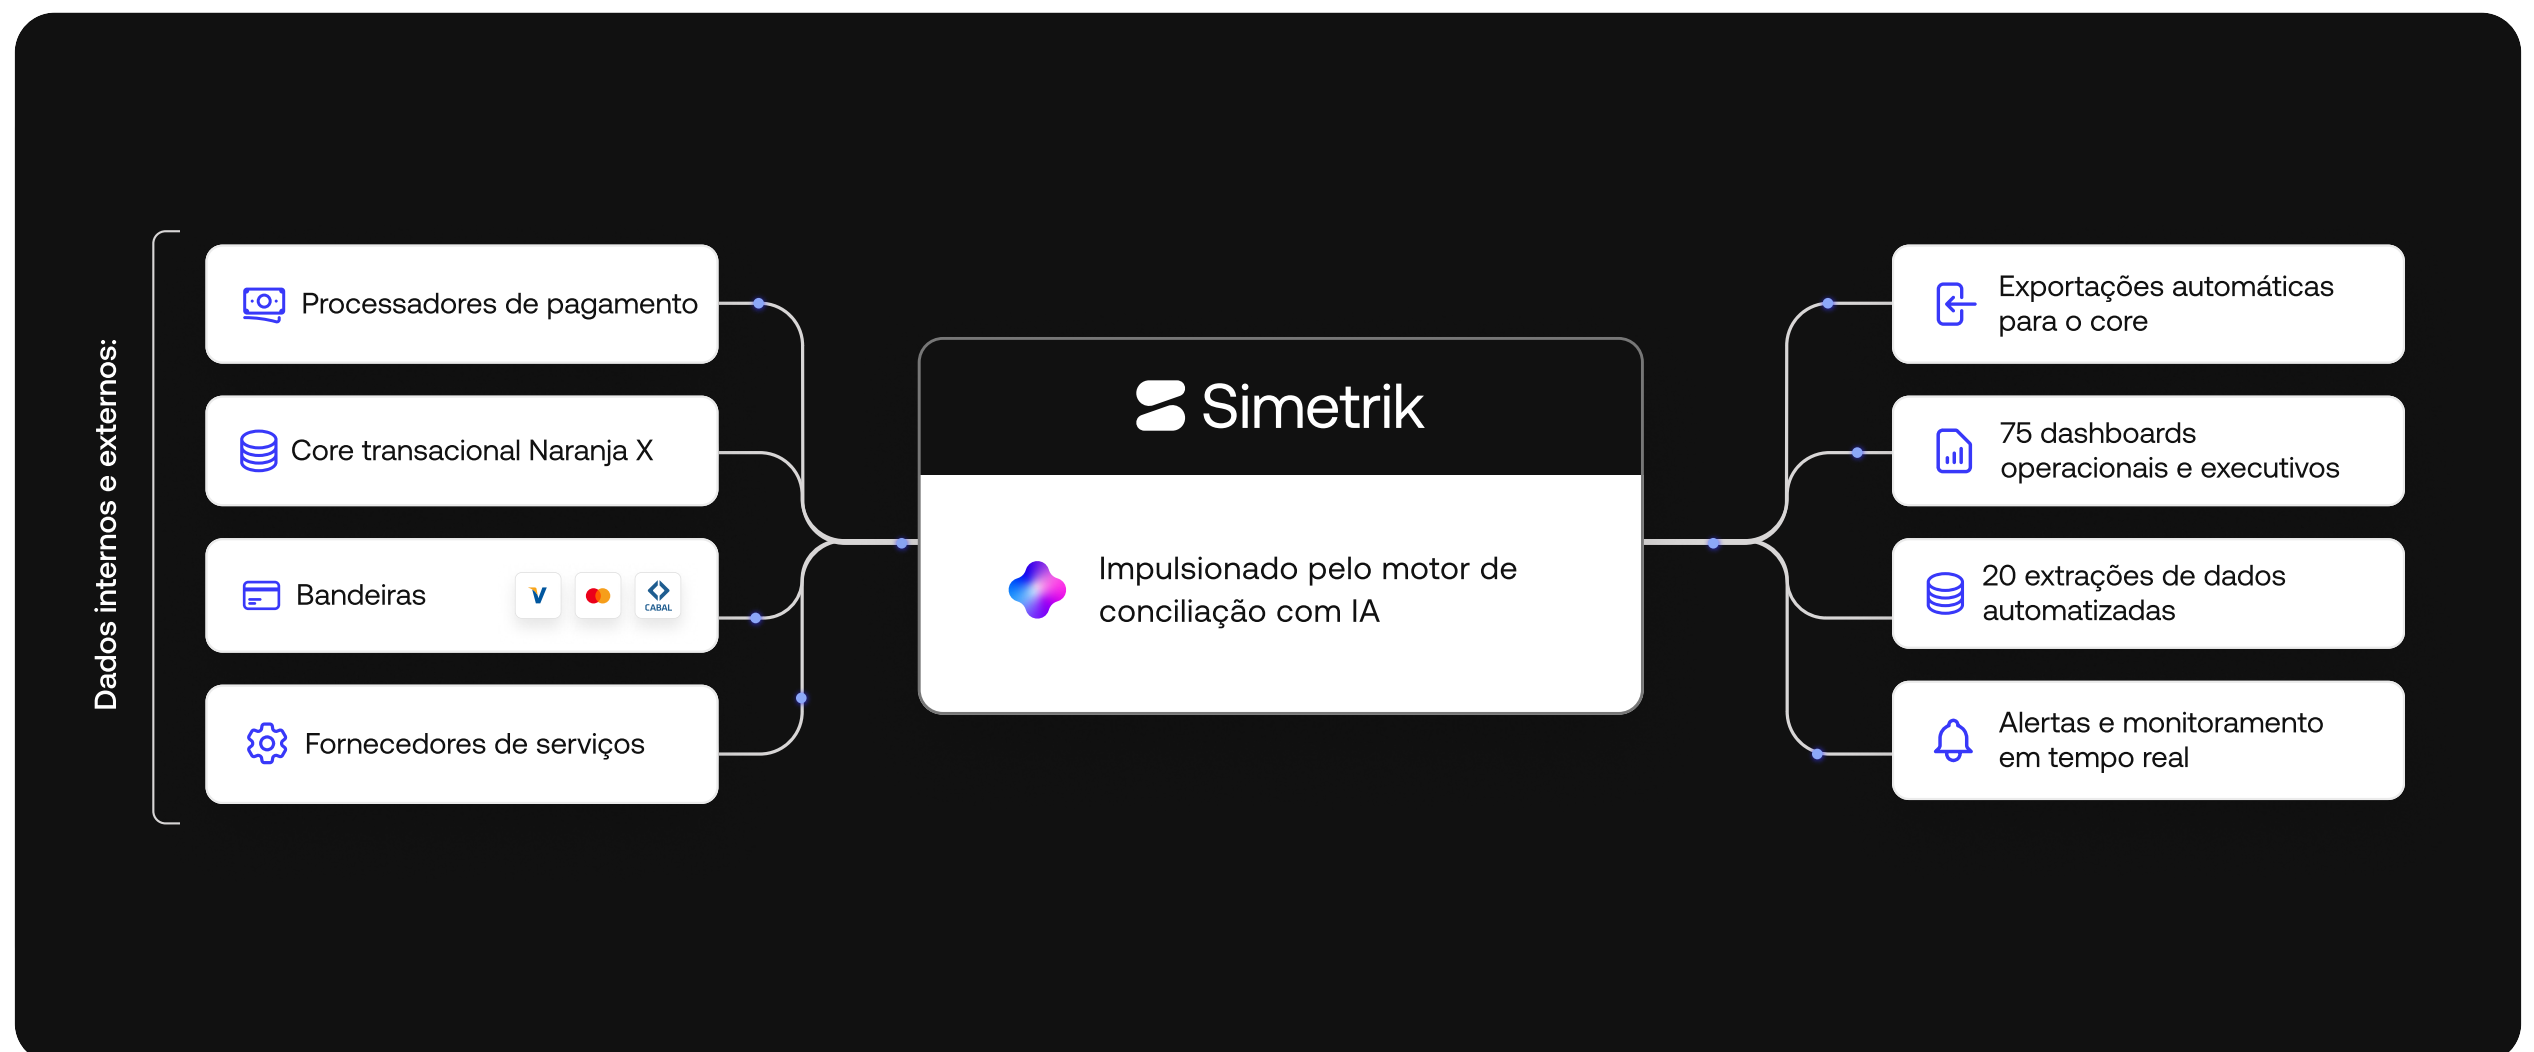 Dados internos e externos:
Processadores de pagamento
Core transacional Naranja X
Bandeiras
V
CABAL
Fornecedores de serviços
Simetrik
Impulsionado pelo motor de
conciliação com IA
Exportações automáticas
para o core
75 dashboards
operacionais e executivos
20 extrações de dados
automatizadas
Alertas e monitoramento
em tempo real